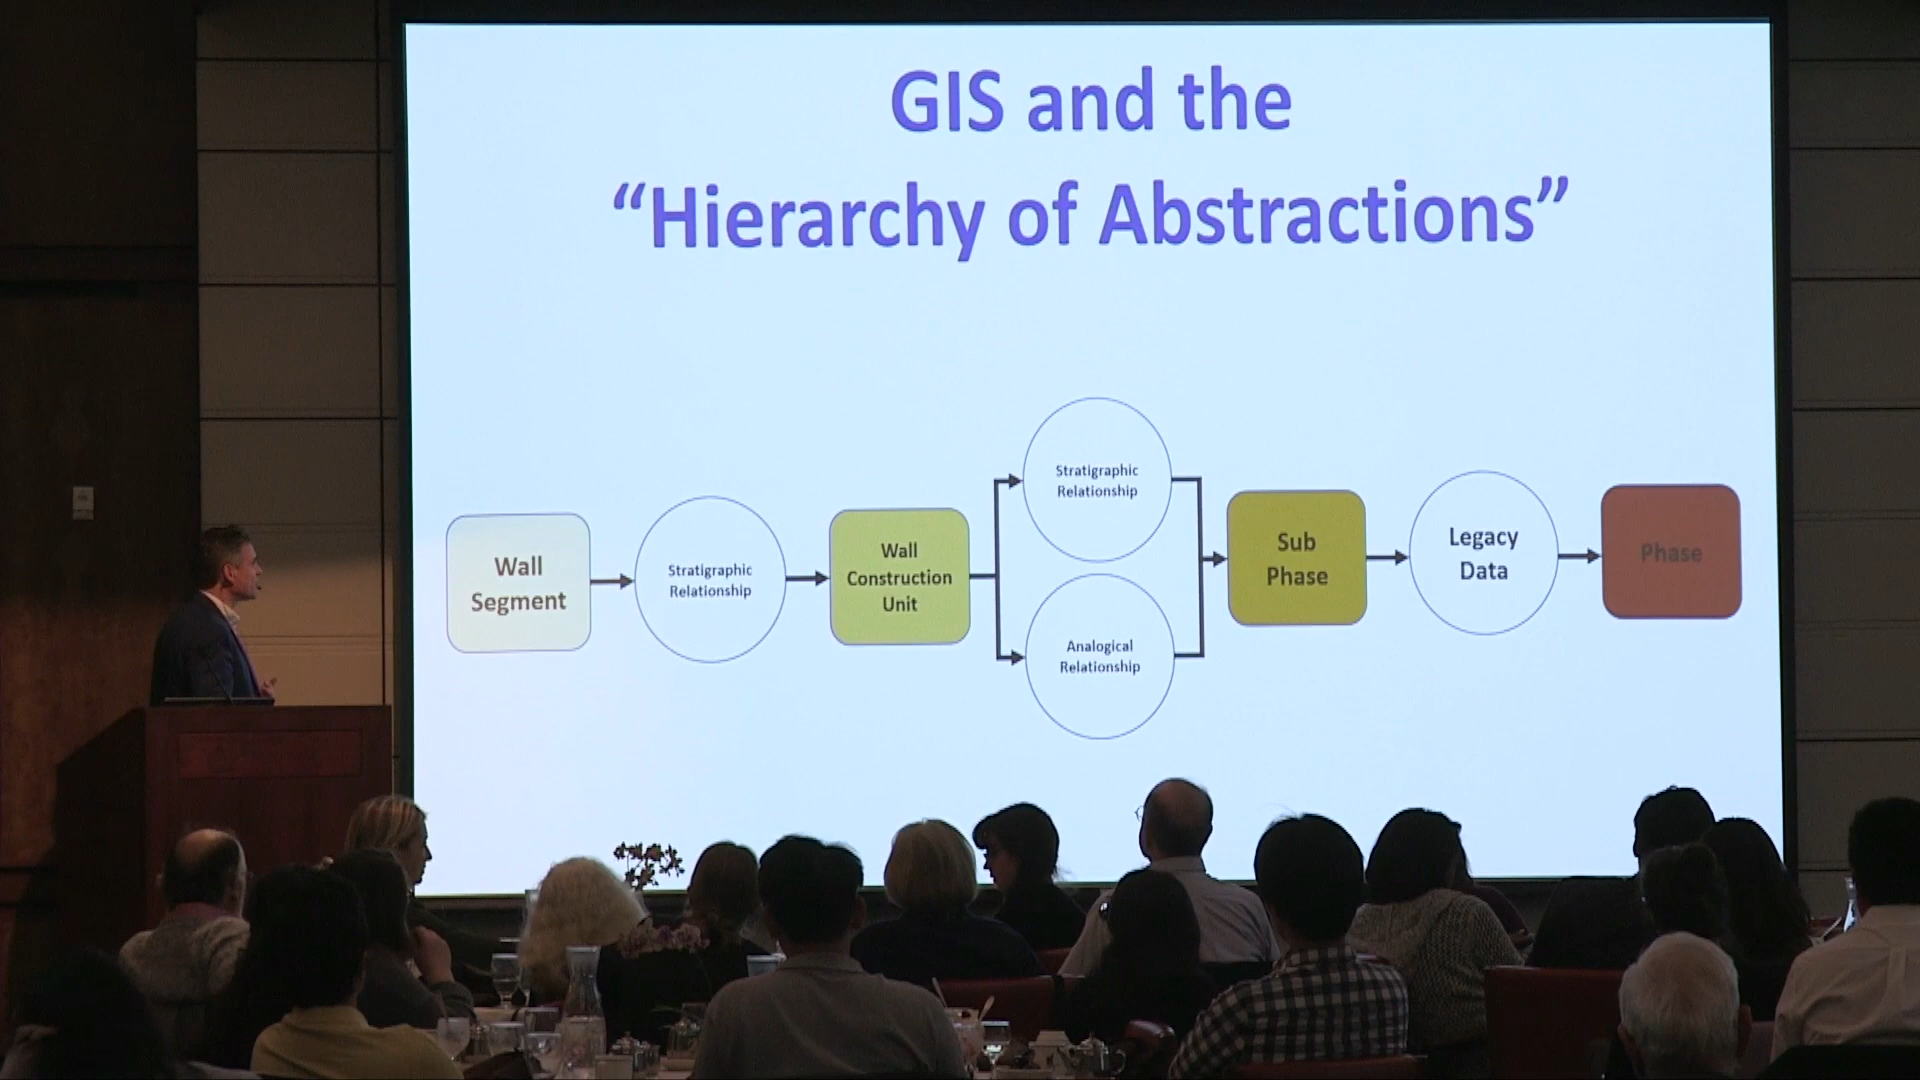 GIS and the
“Hierarchy of Abstractions”
Wall
Segment
Stratigraphic
Relationship
Wall
Construction
Unit
Stratigraphic
Relationship
Analogical
Relationship
Sub
Phase
Legacy
Data
Phase